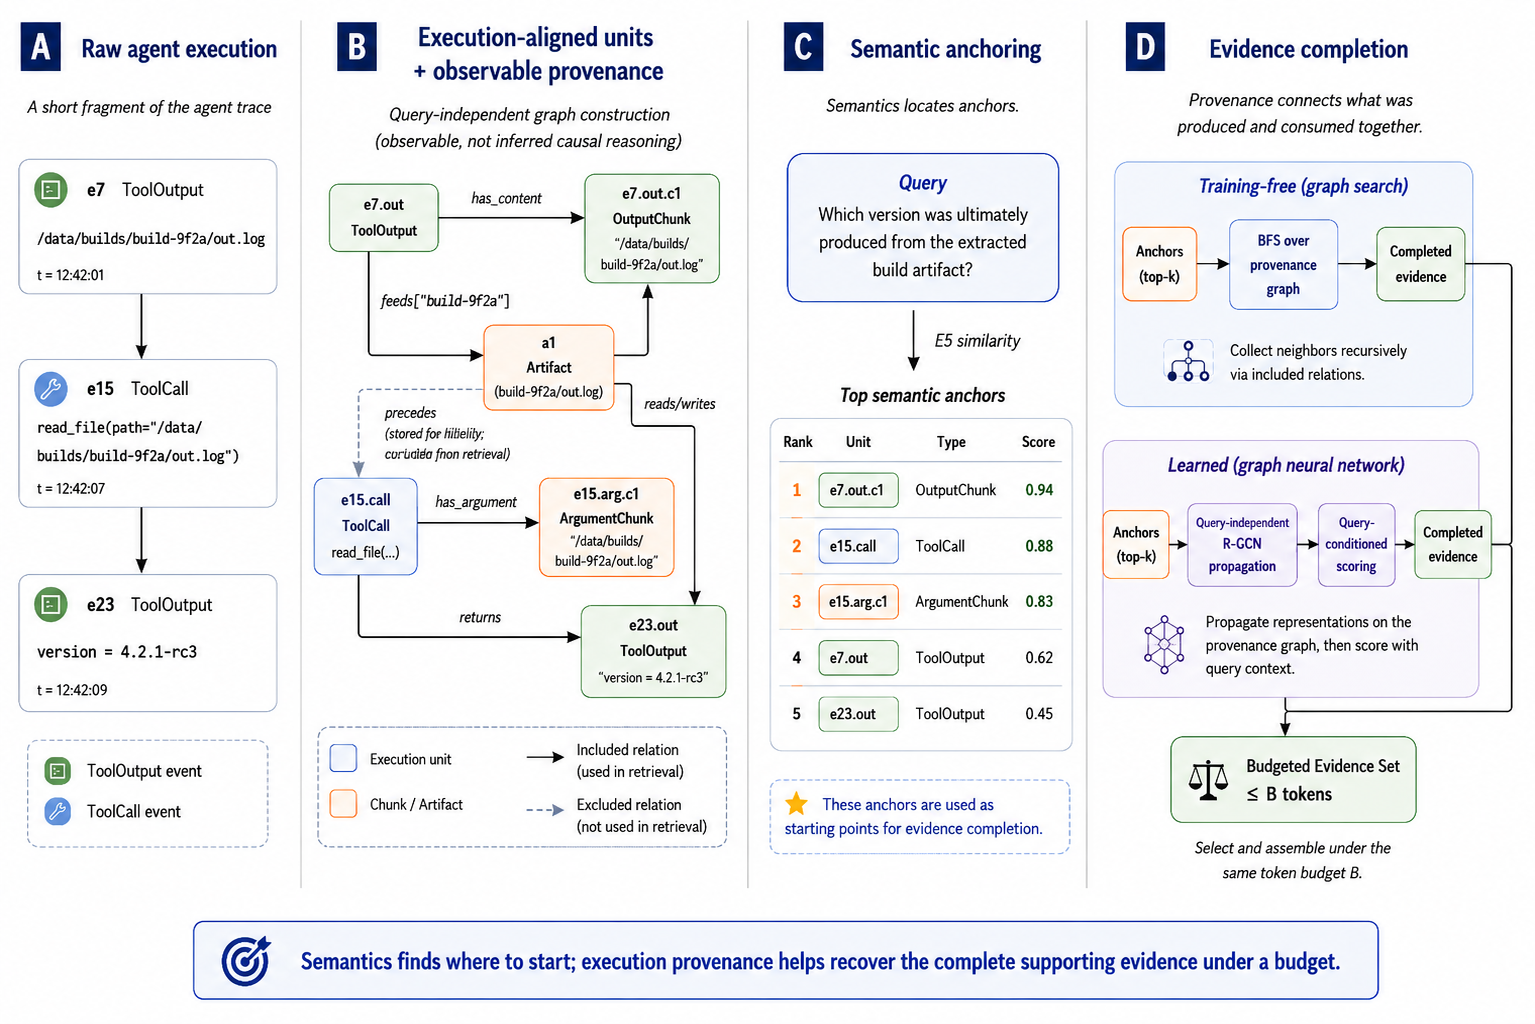 A Raw agent execution
A short fragment of the agent trace
e7 ToolOutput
/data/builds/build-9f2a/out.log
t = 12:42:01
e15 ToolCall
read_file(path="/data/
builds/build-9f2a/out.log")
t = 12:42:07
e23 ToolOutput
version = 4.2.1-rc3
t = 12:42:09
ToolOutput event
ToolCall event
B Execution-aligned units
+ observable provenance
Query-independent graph construction
(observable, not inferred causal reasoning)
e7.out
ToolOutput
has_content
e7.out.c1
OutputChunk
"/data/builds/
build-9f2a/out.log"
feeds["build-9f2a"]
a1
Artifact
(build-9f2a/out.log)
reads/writes
precedes
(stored for
retrieval)
e15.call
ToolCall
read_file(...)
has_argument
e15.arg.c1
ArgumentChunk
"/data/builds/
build-9f2a/out.log"
returns
e23.out
ToolOutput
"version = 4.2.1-rc3"
Execution unit
Included relation
(used in retrieval)
Chunk / Artifact
Excluded relation
(not used in retrieval)
C Semantic anchoring
Semantics locates anchors.
Query
Which version was ultimately
produced from the extracted
build artifact?
E5 similarity
Top semantic anchors
Rank Unit Type Score
1 e7.out.c1 OutputChunk 0.94
2 e15.call ToolCall 0.88
3 e15.arg.c1 ArgumentChunk 0.83
4 e7.out ToolOutput 0.62
5 e23.out ToolOutput 0.45
These anchors are used as
starting points for evidence completion.
D Evidence completion
Provenance connects what was
produced and consumed together.
Training-free (graph search)
Anchors
(top-k)
BFS over
provenance
graph
Completed
evidence
Collect neighbors recursively
via included relations.
Learned (graph neural network)
Anchors
(top-k)
Query-independent
R-GCN
propagation
Query-
conditioned
scoring
Completed
evidence
Propagate representations on the
provenance graph, then score with
query context.
Budgeted Evidence Set
≤ B tokens
Select and assemble under the
same token budget B.
Semantics finds where to start; execution provenance helps recover the complete supporting evidence under a budget.